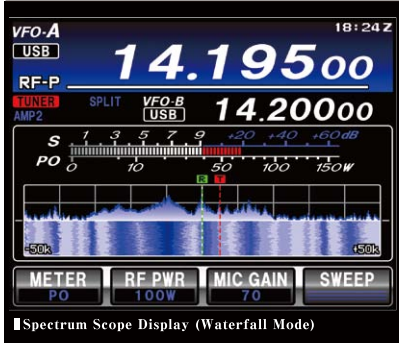 VFO-A 18:24Z
USB 14.19500
RF-P
TUNER SPLIT VFO-B 14.20000
AMP2 USB
S 1 3 5 7 9 +20 +40 +60dB
PO 0 10 50 100 150W
R T
-50k +50k
METER RF PWR MIC GAIN SWEEP
PO 100W 70
Spectrum Scope Display (Waterfall Mode)